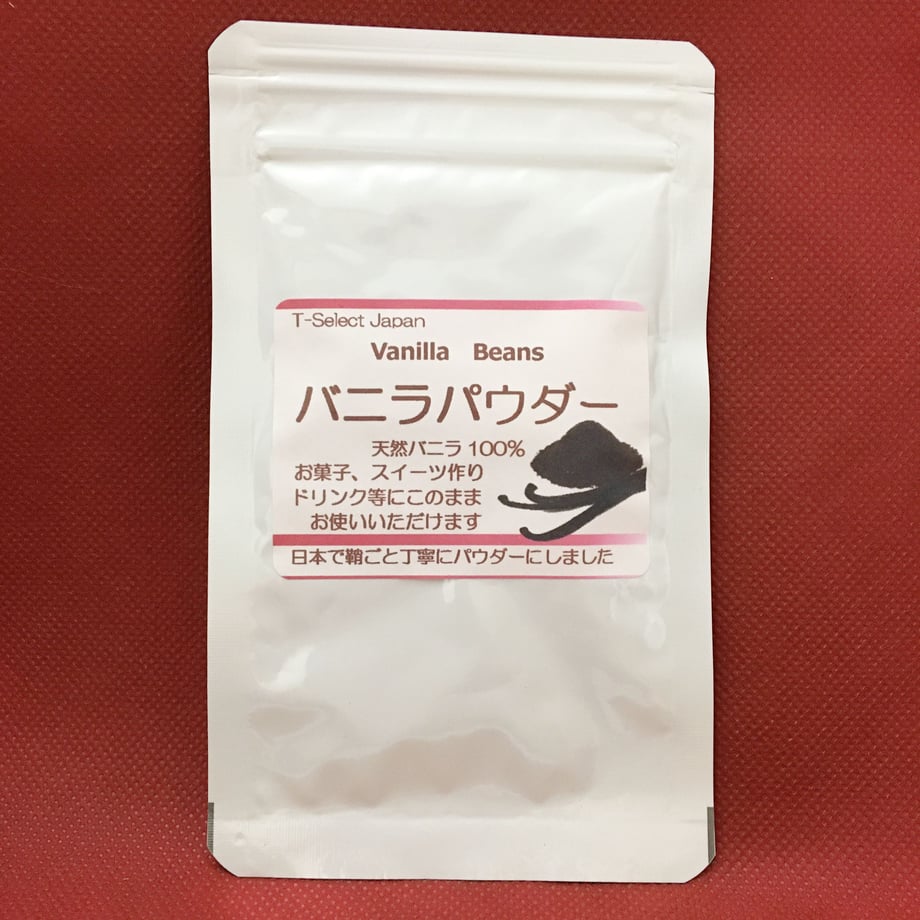 T-Select Japan
Vanilla Beans
バニラパウダー
天然バニラ 100%
お菓子、スイーツ作り
ドリンク等にこのまま
お使いいただけます
日本で鞘ごと丁寧にパウダーにしました